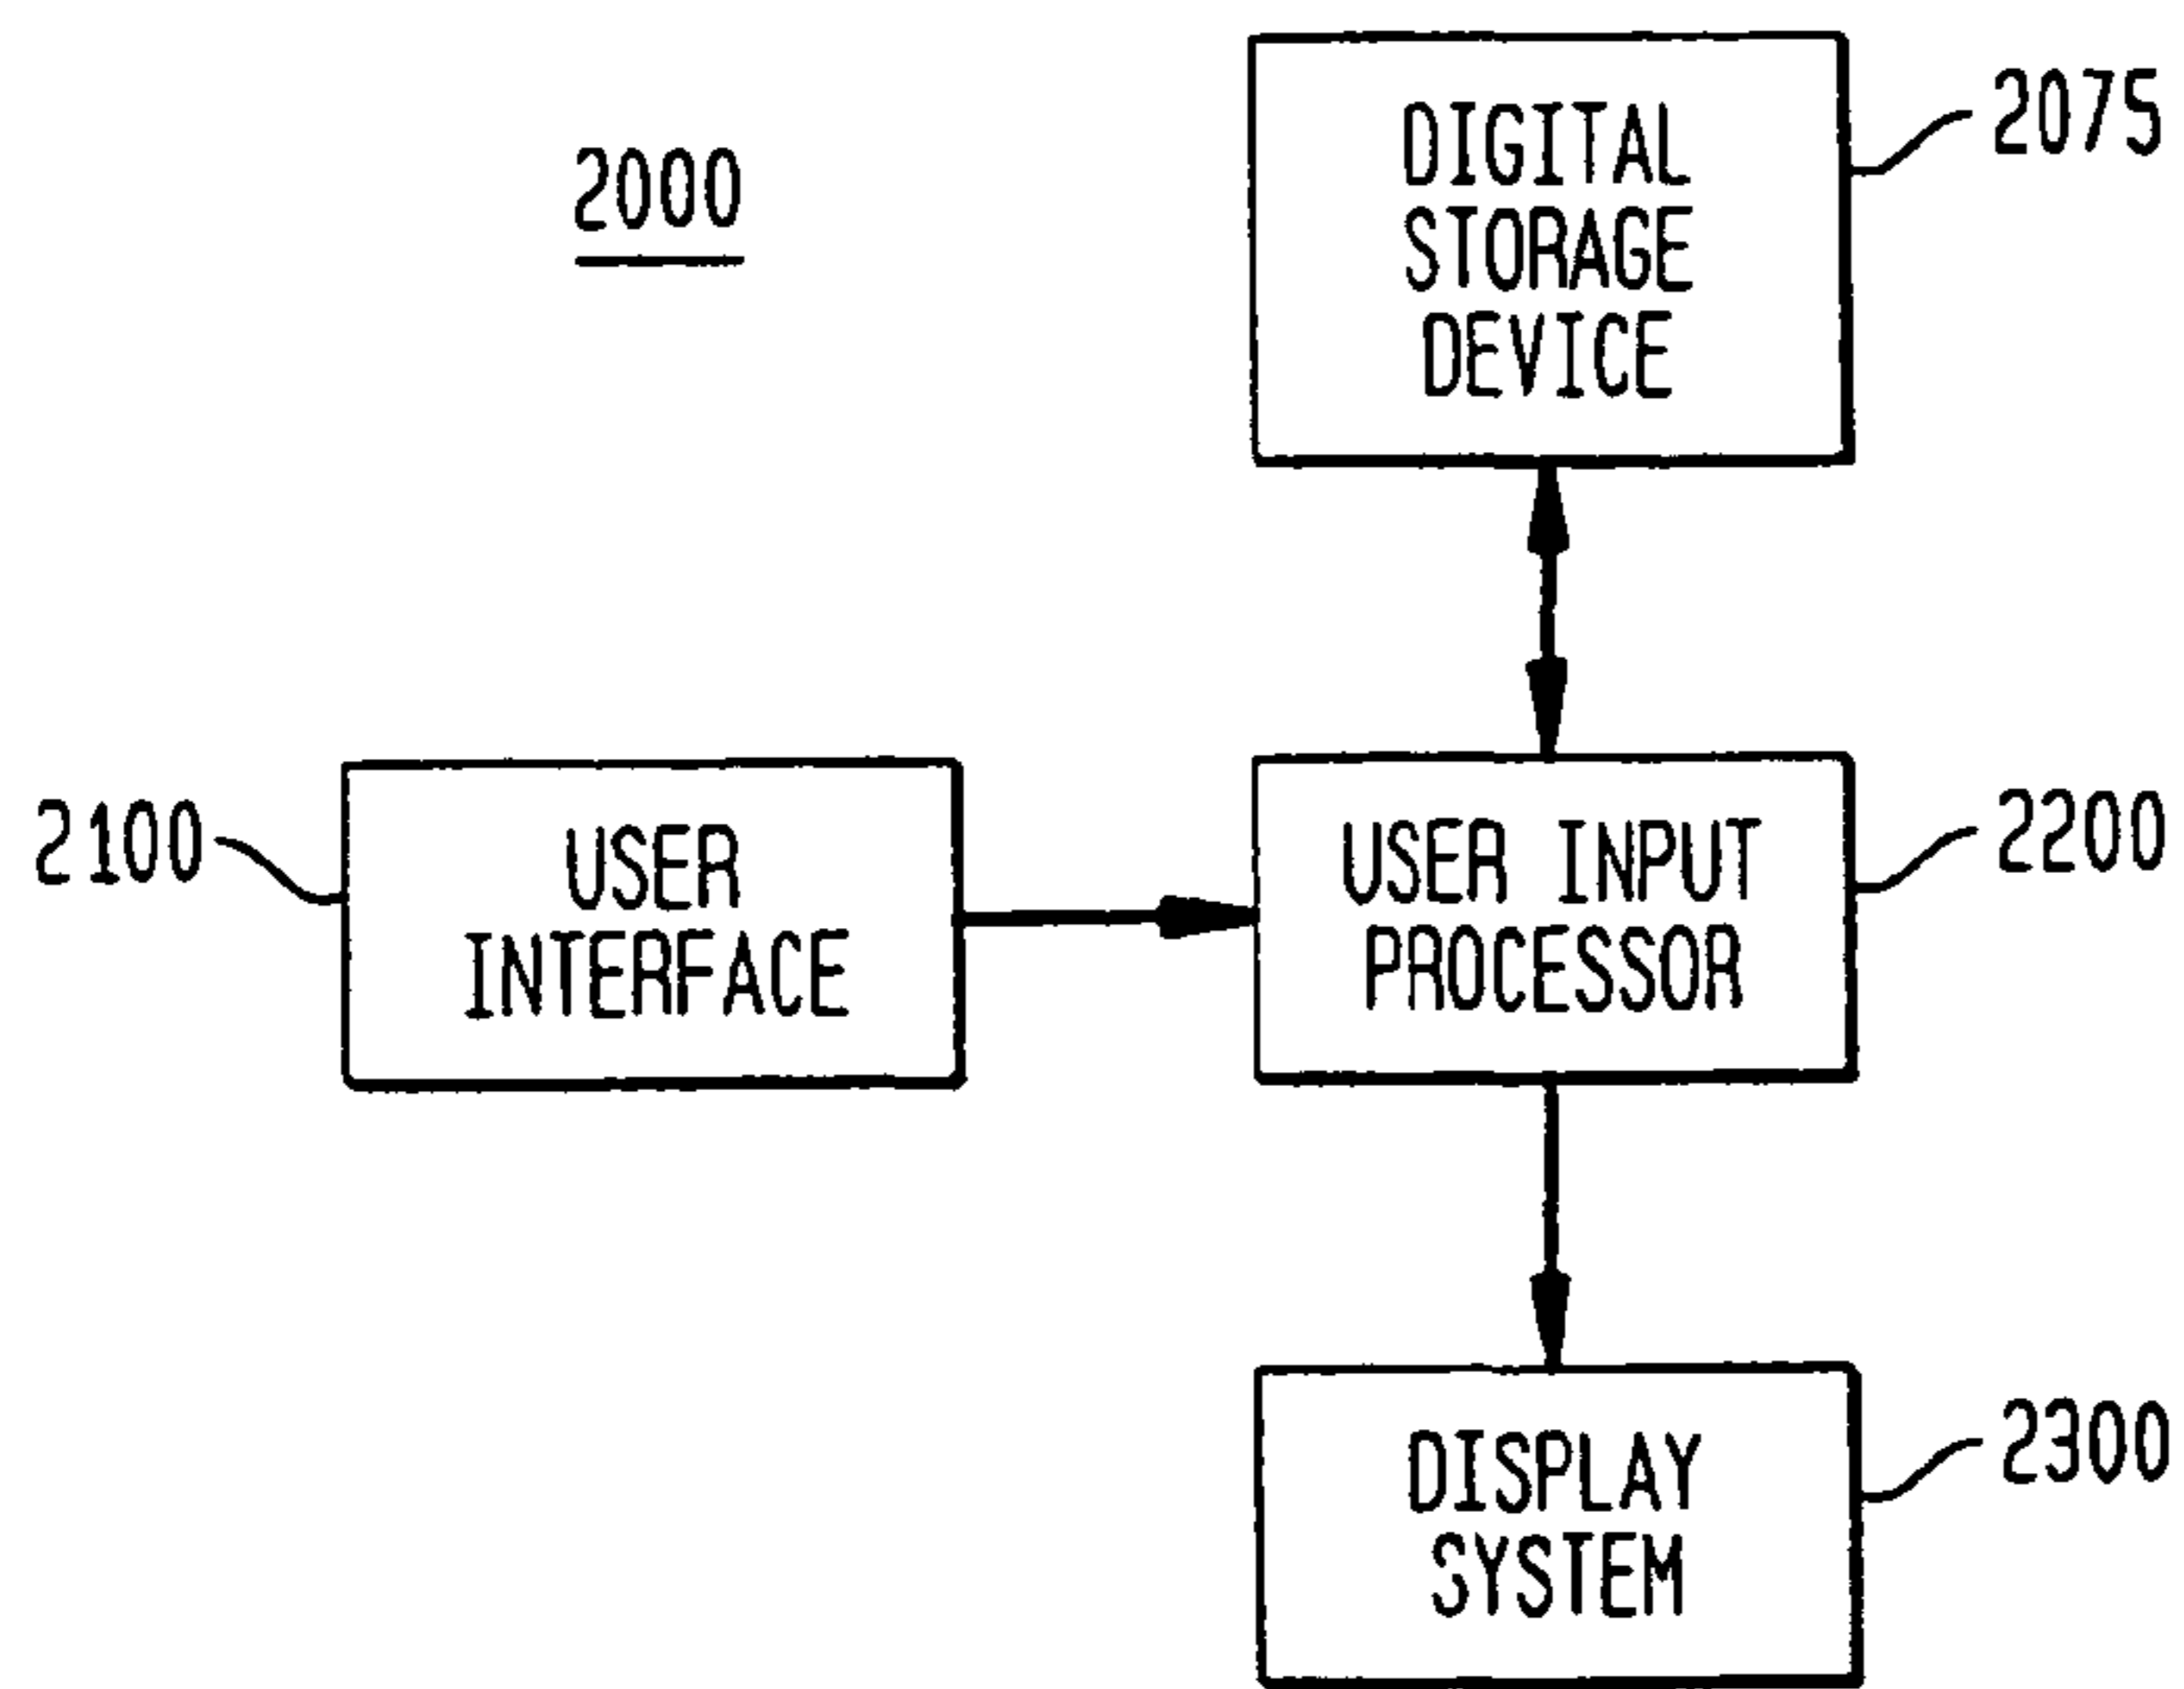 2000
DIGITAL
STORAGE
DEVICE
2075
2100
USER
INTERFACE
USER INPUT
PROCESSOR
2200
DISPLAY
SYSTEM
2300